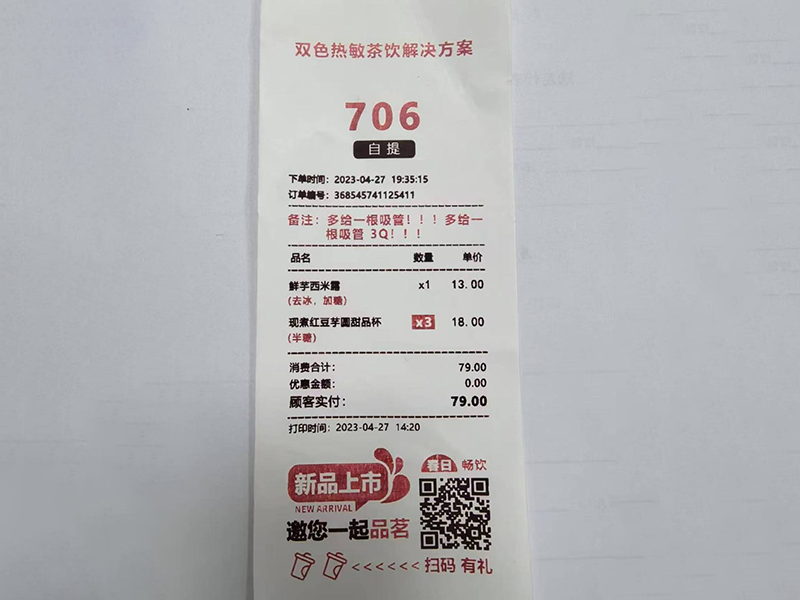 双色热敏茶饮解决方案
706
自提
下单时间：2023-04-27 19:35:15
订单编号：368545741125411
备注：多给一根吸管！！！多给一
根吸管 3Q！！！
品名 数量 单价
鲜芋西米露 x1 13.00
(去冰，加糖)
现煮红豆芋圆甜品杯 x3 18.00
(半糖)
消费合计： 79.00
优惠金额： 0.00
顾客实付： 79.00
打印时间：2023-04-27 14:20
新品上市 春日 畅饮
NEW ARRIVAL
邀您一起品茗
<<<<<< 扫码 有礼